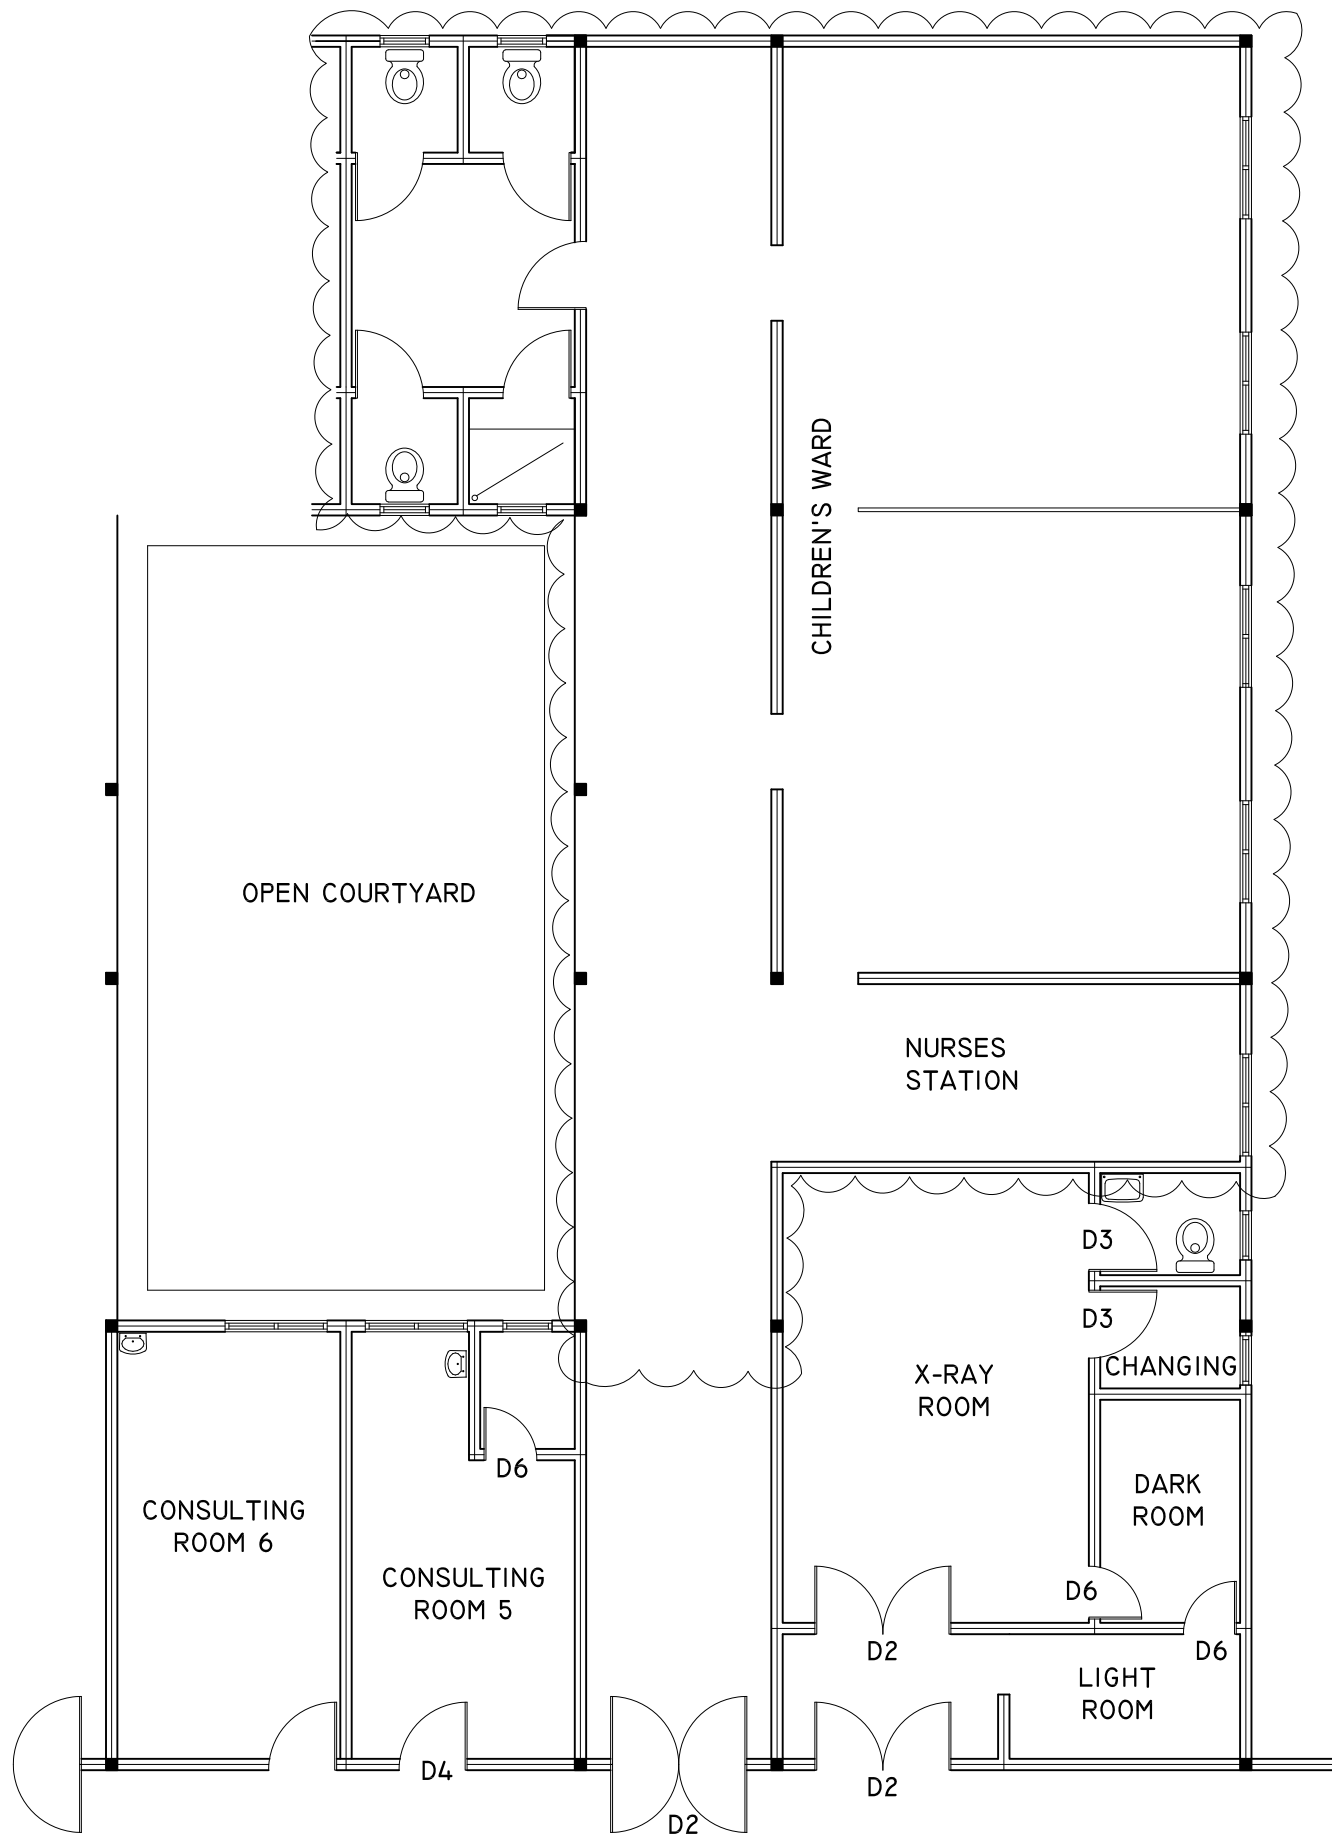 CHILDREN'S WARD
OPEN COURTYARD
NURSES
STATION
D3
D3
CHANGING
X-RAY
ROOM
D6
DARK
ROOM
CONSULTING
ROOM 6
CONSULTING
ROOM 5
D6
D2
D6
LIGHT
ROOM
D4
D2
D2